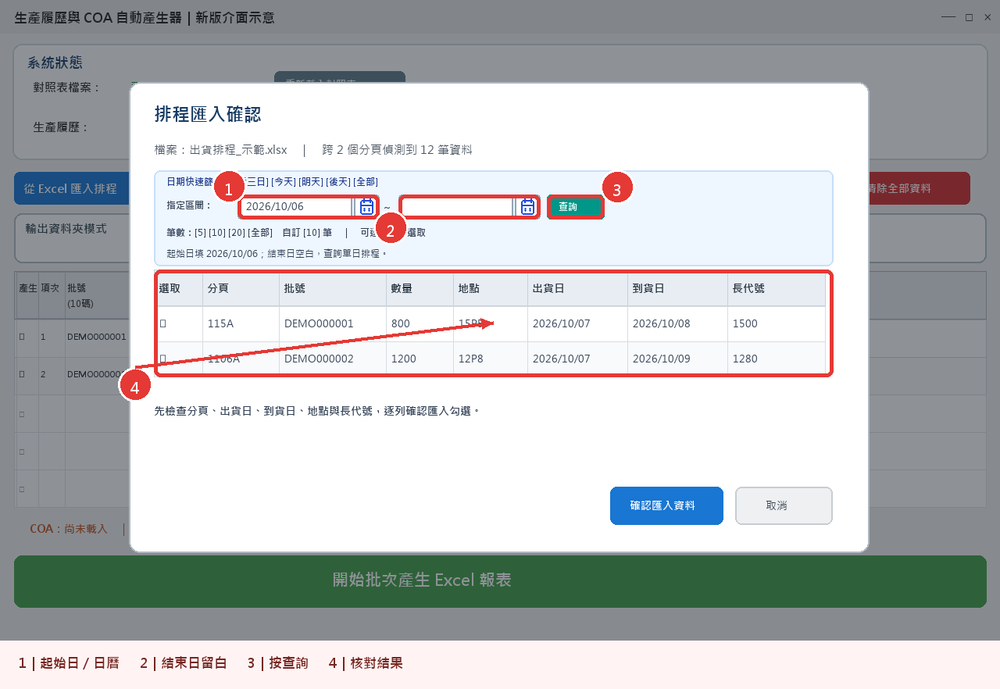 生產履歷與 COA 自動產生器 | 新版介面示意
系統狀態
對照表檔案：
重新載入對照表
生產履歷：
排程匯入確認
檔案：出貨排程_示範.xlsx | 跨 2 個分頁偵測到 12 筆資料
日期快速篩 三日] [今天] [明天] [後天] [全部]
1
3
從 Excel 匯入排程
清除全部資料
指定區間：
2026/10/06
~
查詢
2
輸出資料夾模式
筆數：[5] [10] [20] [全部] 自訂 [10] 筆 | 可 選取
起始日填 2026/10/06；結束日空白，查詢單日排程。
產生 項次 批號
(10碼)
選取 分頁 批號 數量 地點 出貨日 到貨日 長代號
115A DEMO000001 800 15P 2026/10/07 2026/10/08 1500
1 DEMO000001
1106A DEMO000002 1200 12P8 2026/10/07 2026/10/09 1280
2 DEMO00000
4
先檢查分頁、出貨日、到貨日、地點與長代號，逐列確認匯入勾選。
確認匯入資料
取消
COA：尚未載入 |
開始批次產生 Excel 報表
1 | 起始日 / 日曆 2 | 結束日留白 3 | 按查詢 4 | 核對結果